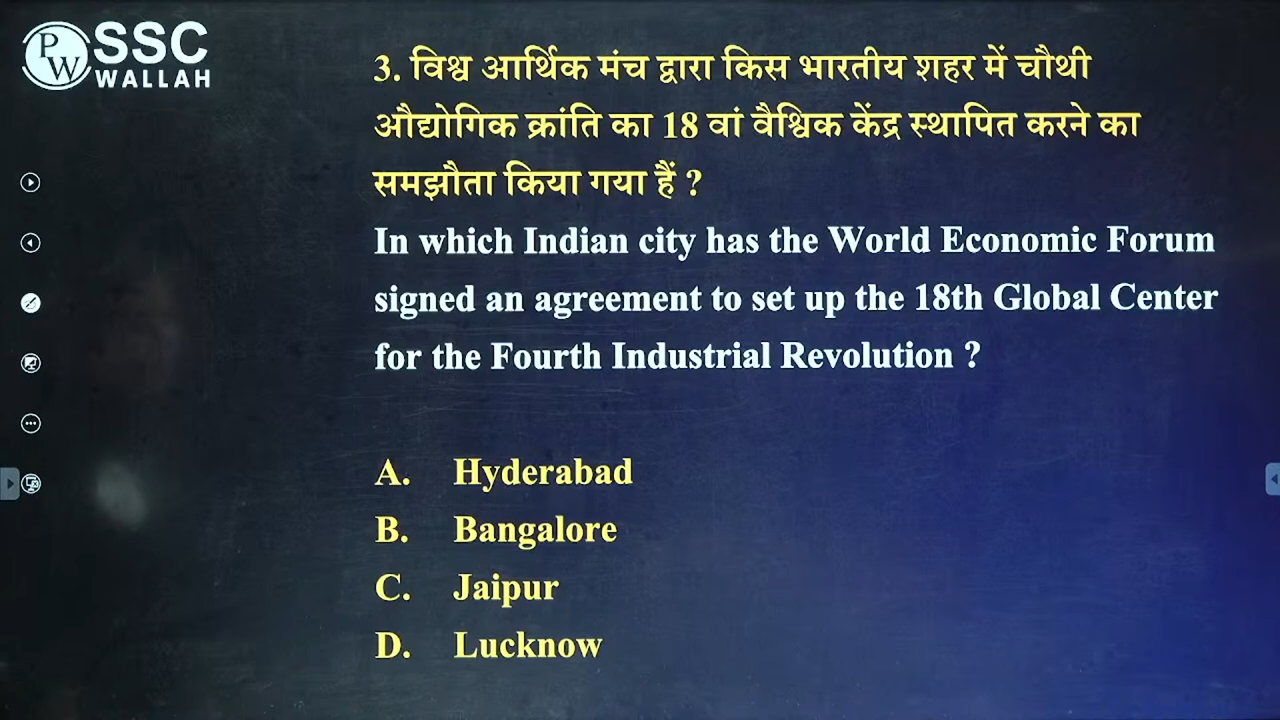 PW SSC
WALLAH
3. विश्व आर्थिक मंच द्वारा किस भारतीय शहर में चौथी
औद्योगिक क्रांति का 18 वां वैश्विक केंद्र स्थापित करने का
समझौता किया गया हैं ?
In which Indian city has the World Economic Forum
signed an agreement to set up the 18th Global Center
for the Fourth Industrial Revolution ?
A. Hyderabad
B. Bangalore
C. Jaipur
D. Lucknow